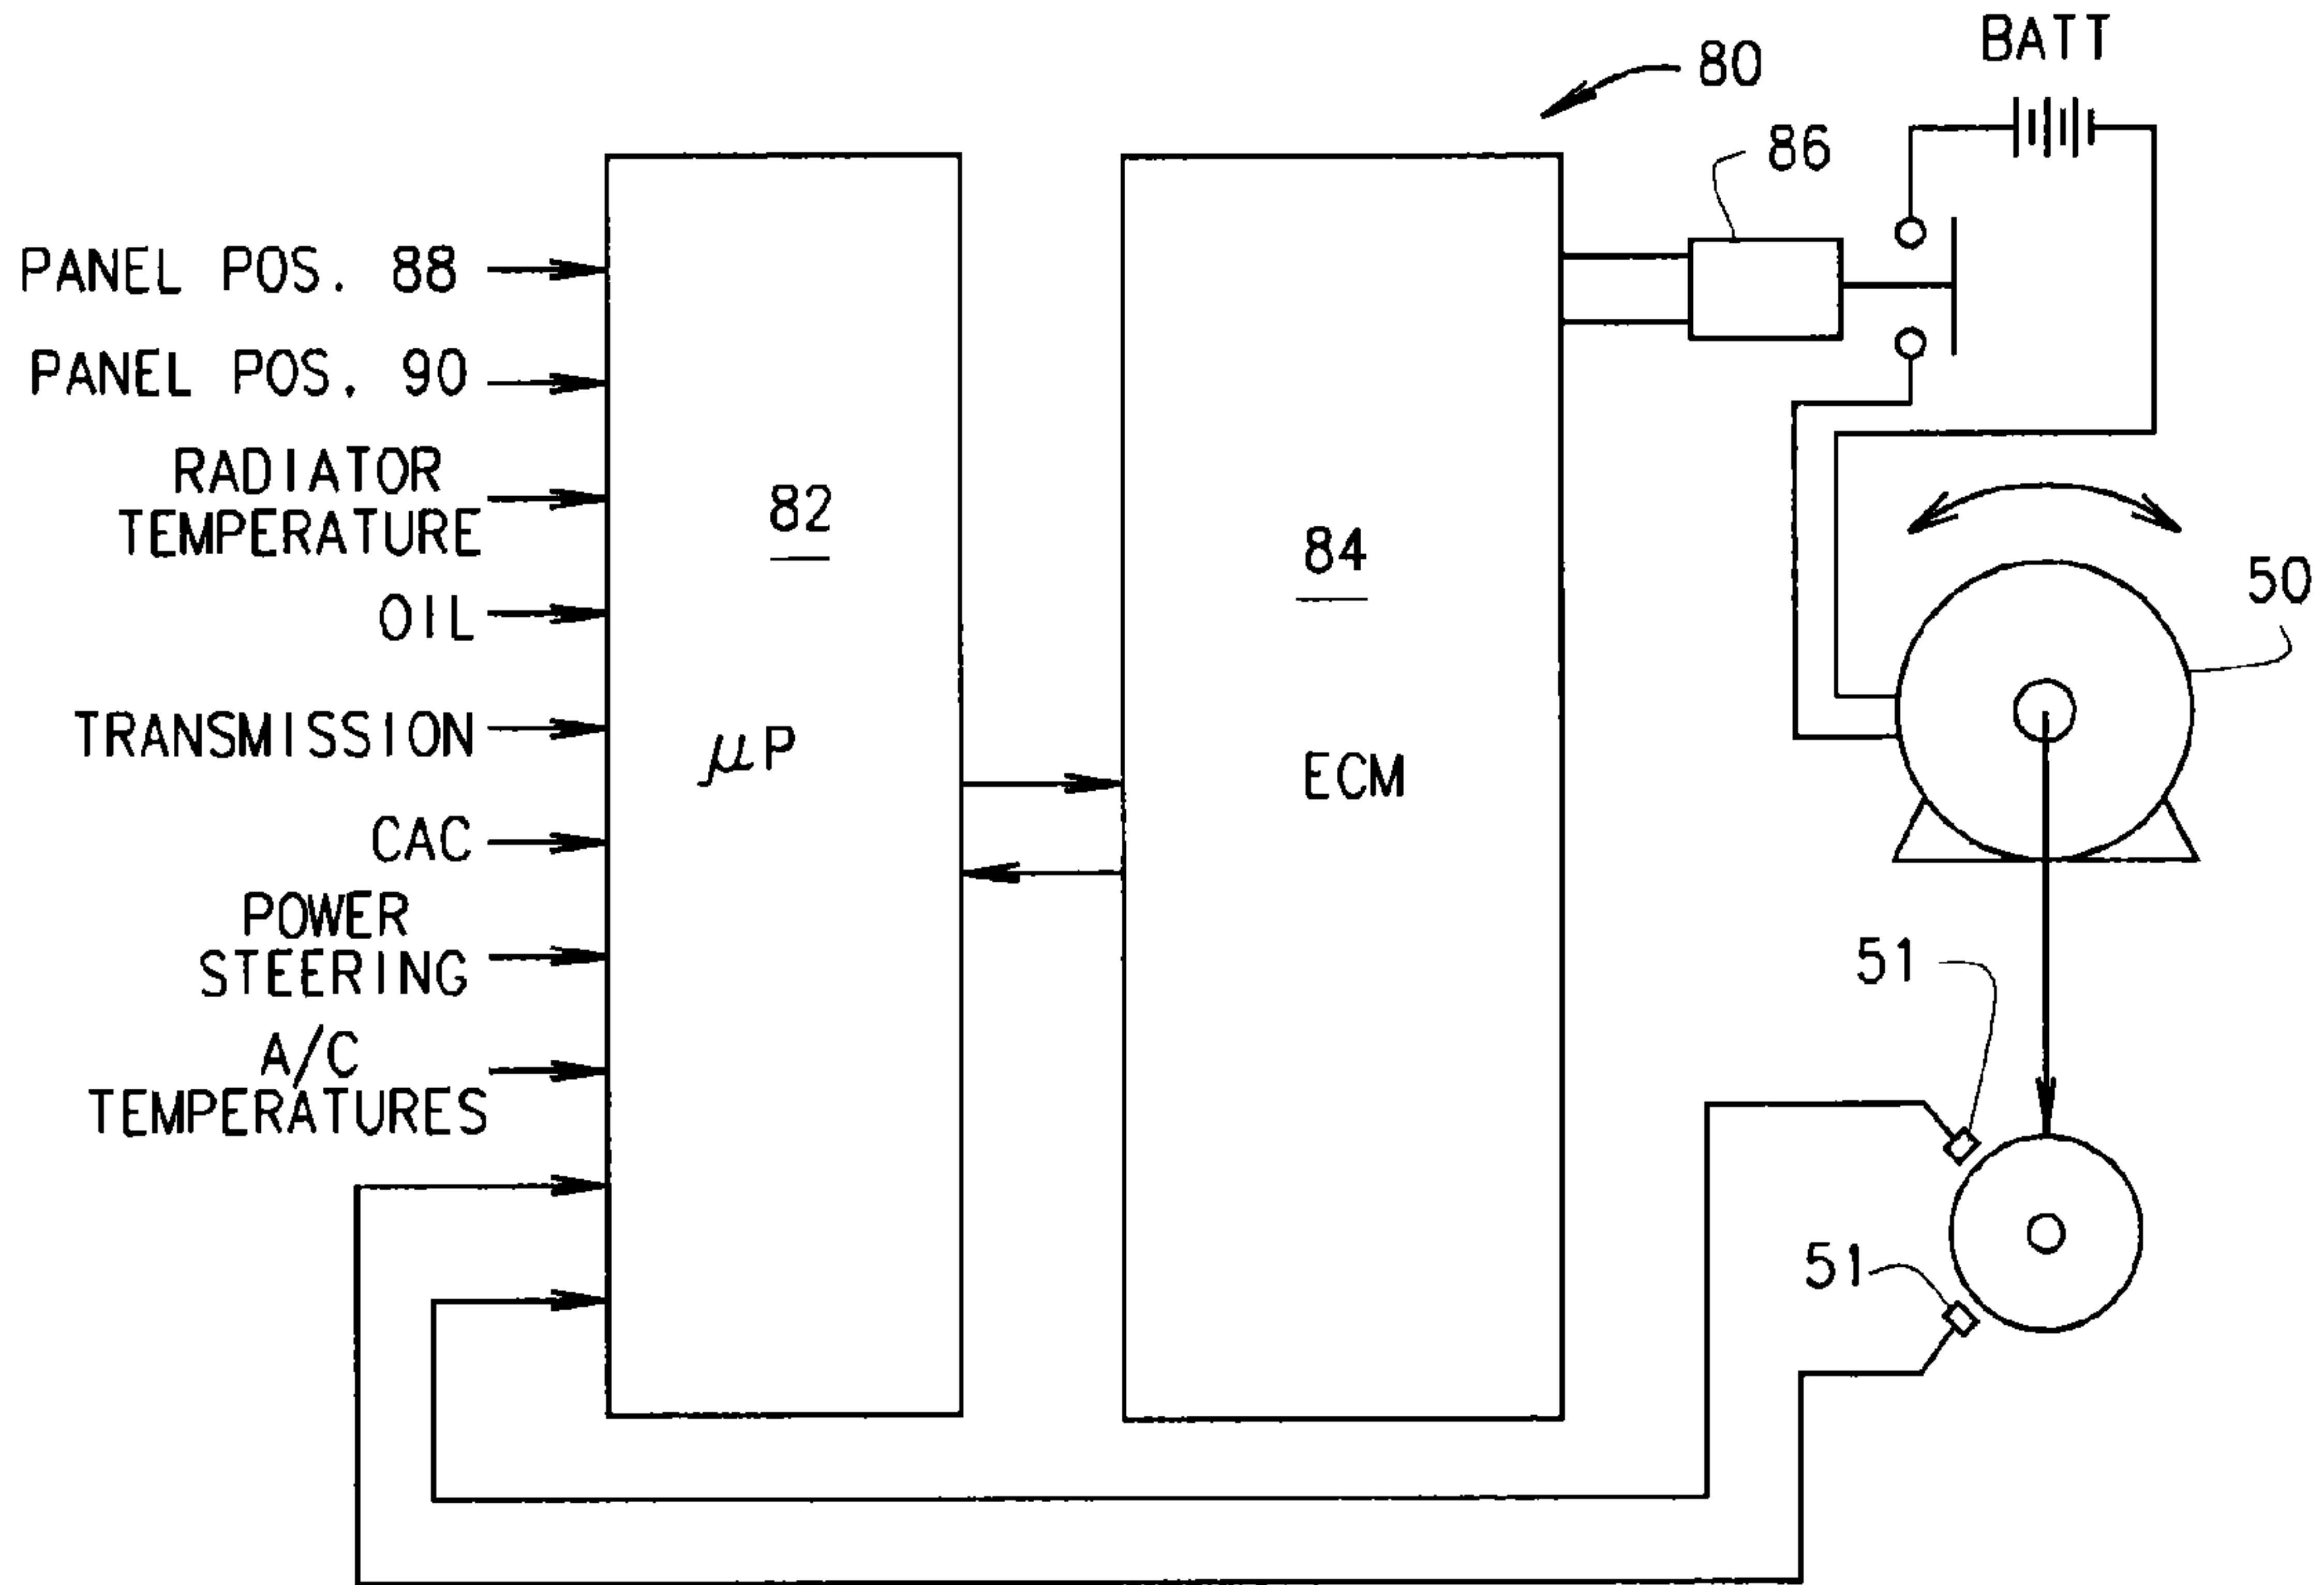 BATT
80
86
PANEL POS. 88
PANEL POS. 90
RADIATOR
TEMPERATURE
OIL
TRANSMISSION
CAC
POWER
STEERING
A/C
TEMPERATURES
82
μP
84
ECM
50
51
51